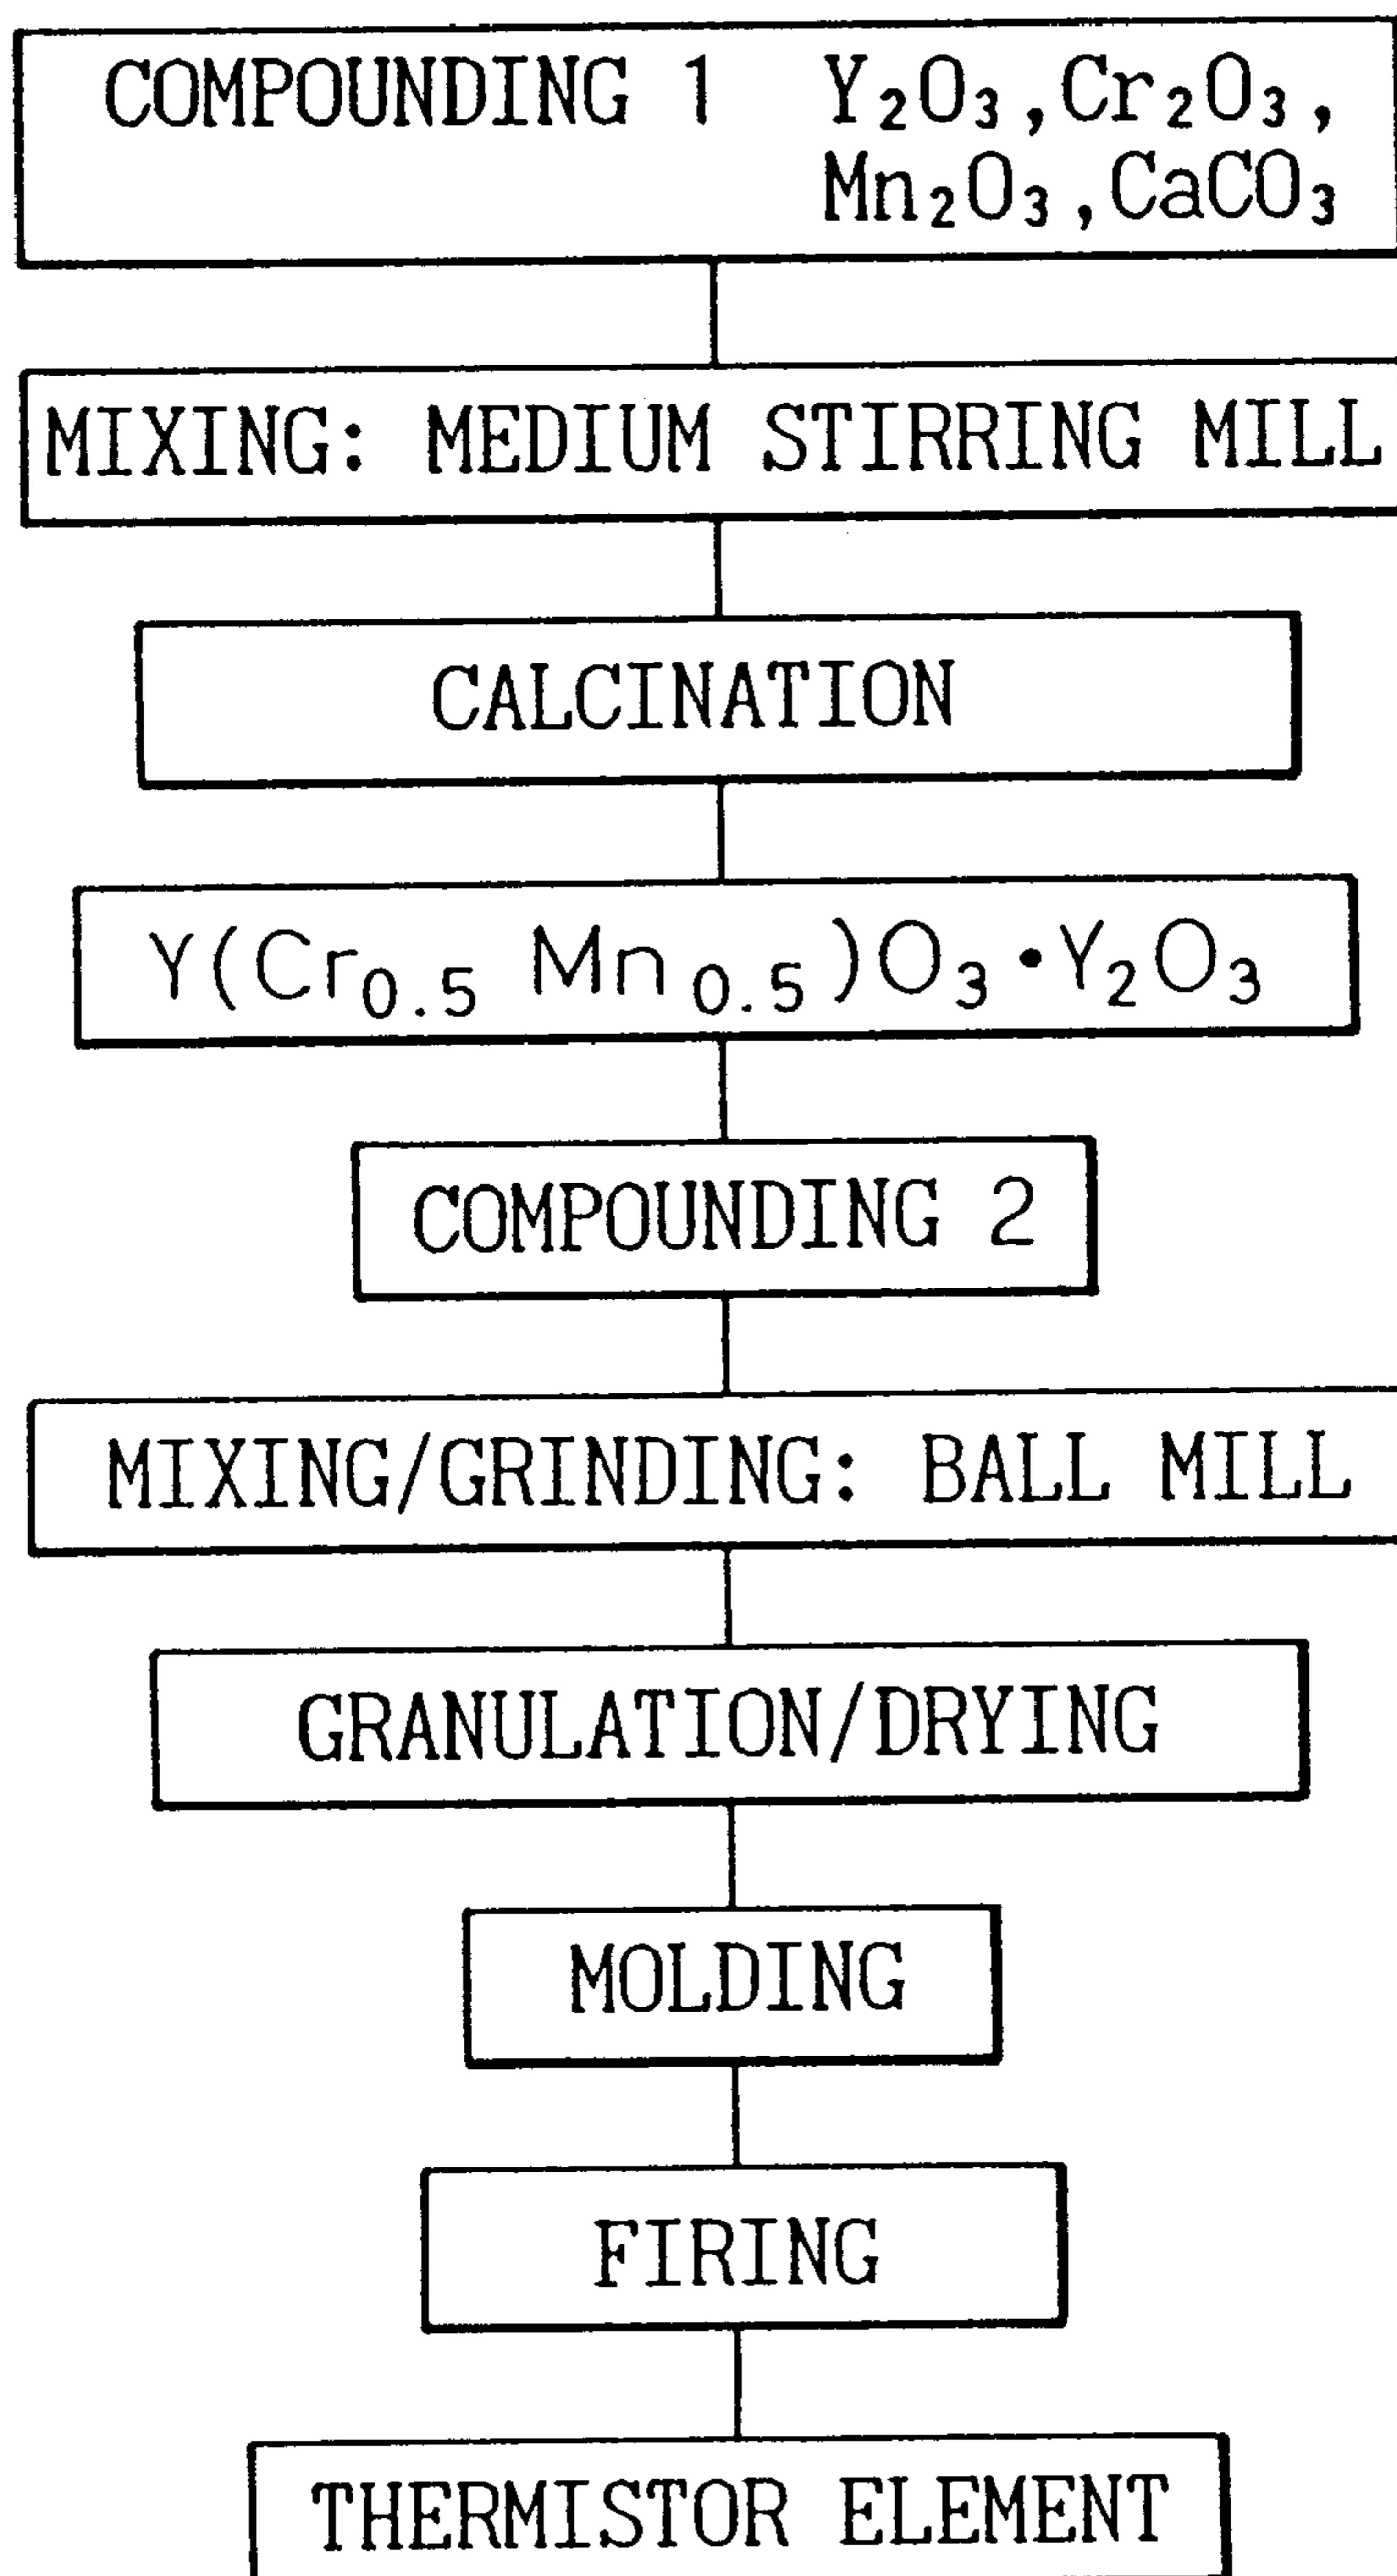 COMPOUNDING 1 Y₂O₃,Cr₂O₃,
Mn₂O₃,CaCO₃
MIXING: MEDIUM STIRRING MILL
CALCINATION
Y(Cr₀.₅ Mn₀.₅)O₃·Y₂O₃
COMPOUNDING 2
MIXING/GRINDING: BALL MILL
GRANULATION/DRYING
MOLDING
FIRING
THERMISTOR ELEMENT